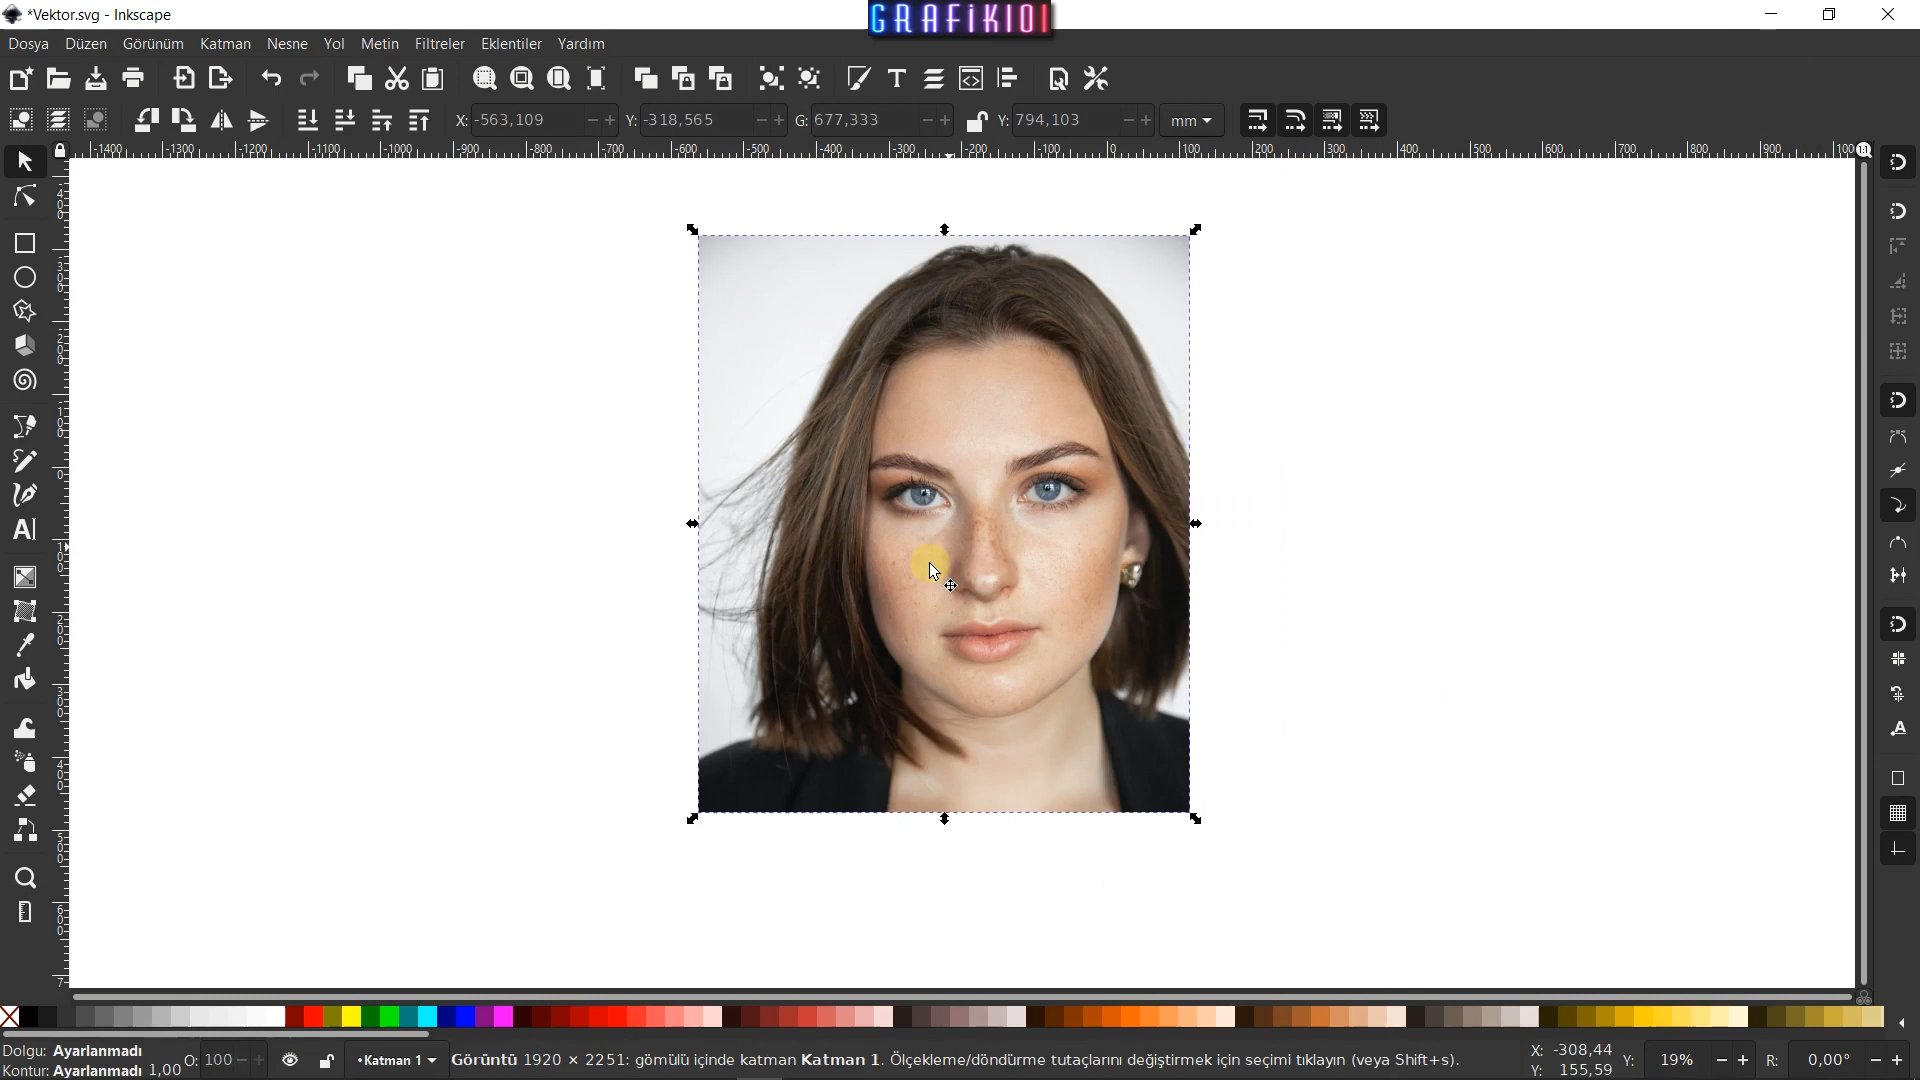 *Vektor.svg - Inkscape
GRAFİK101
Dosya Düzen Görünüm Katman Nesne Yol Metin Filtreler Eklentiler Yardım
X: -563,109 Y: -318,565 G: 677,333 Y: 794,103 mm
-1400 -1300 -1200 -1100 -1000 -900 -800 -700 -600 -500 -400 -300 -200 -100 0 100 200 300 400 500 600 700 800 900 1000
Dolgu: Ayarlanmadı
Kontur: Ayarlanmadı 1,00
O: 100
•Katman 1
Görüntü 1920 × 2251: gömülü içinde katman Katman 1. Ölçekleme/döndürme tutaçlarını değiştirmek için seçimi tıklayın (veya Shift+s).
X: -308,44
Y: 155,59
Y: 19%
R: 0,00°